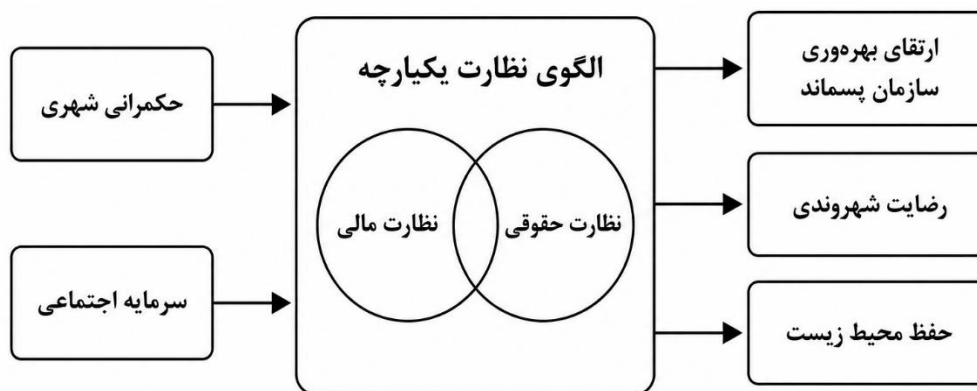 الگوی نظارت یکپارچه
نظارت حقوقی
نظارت مالی
حکمرانی شهری
سرمایه اجتماعی
ارتقای بهره‌وری
سازمان پسماند
رضایت شهروندی
حفظ محیط زیست